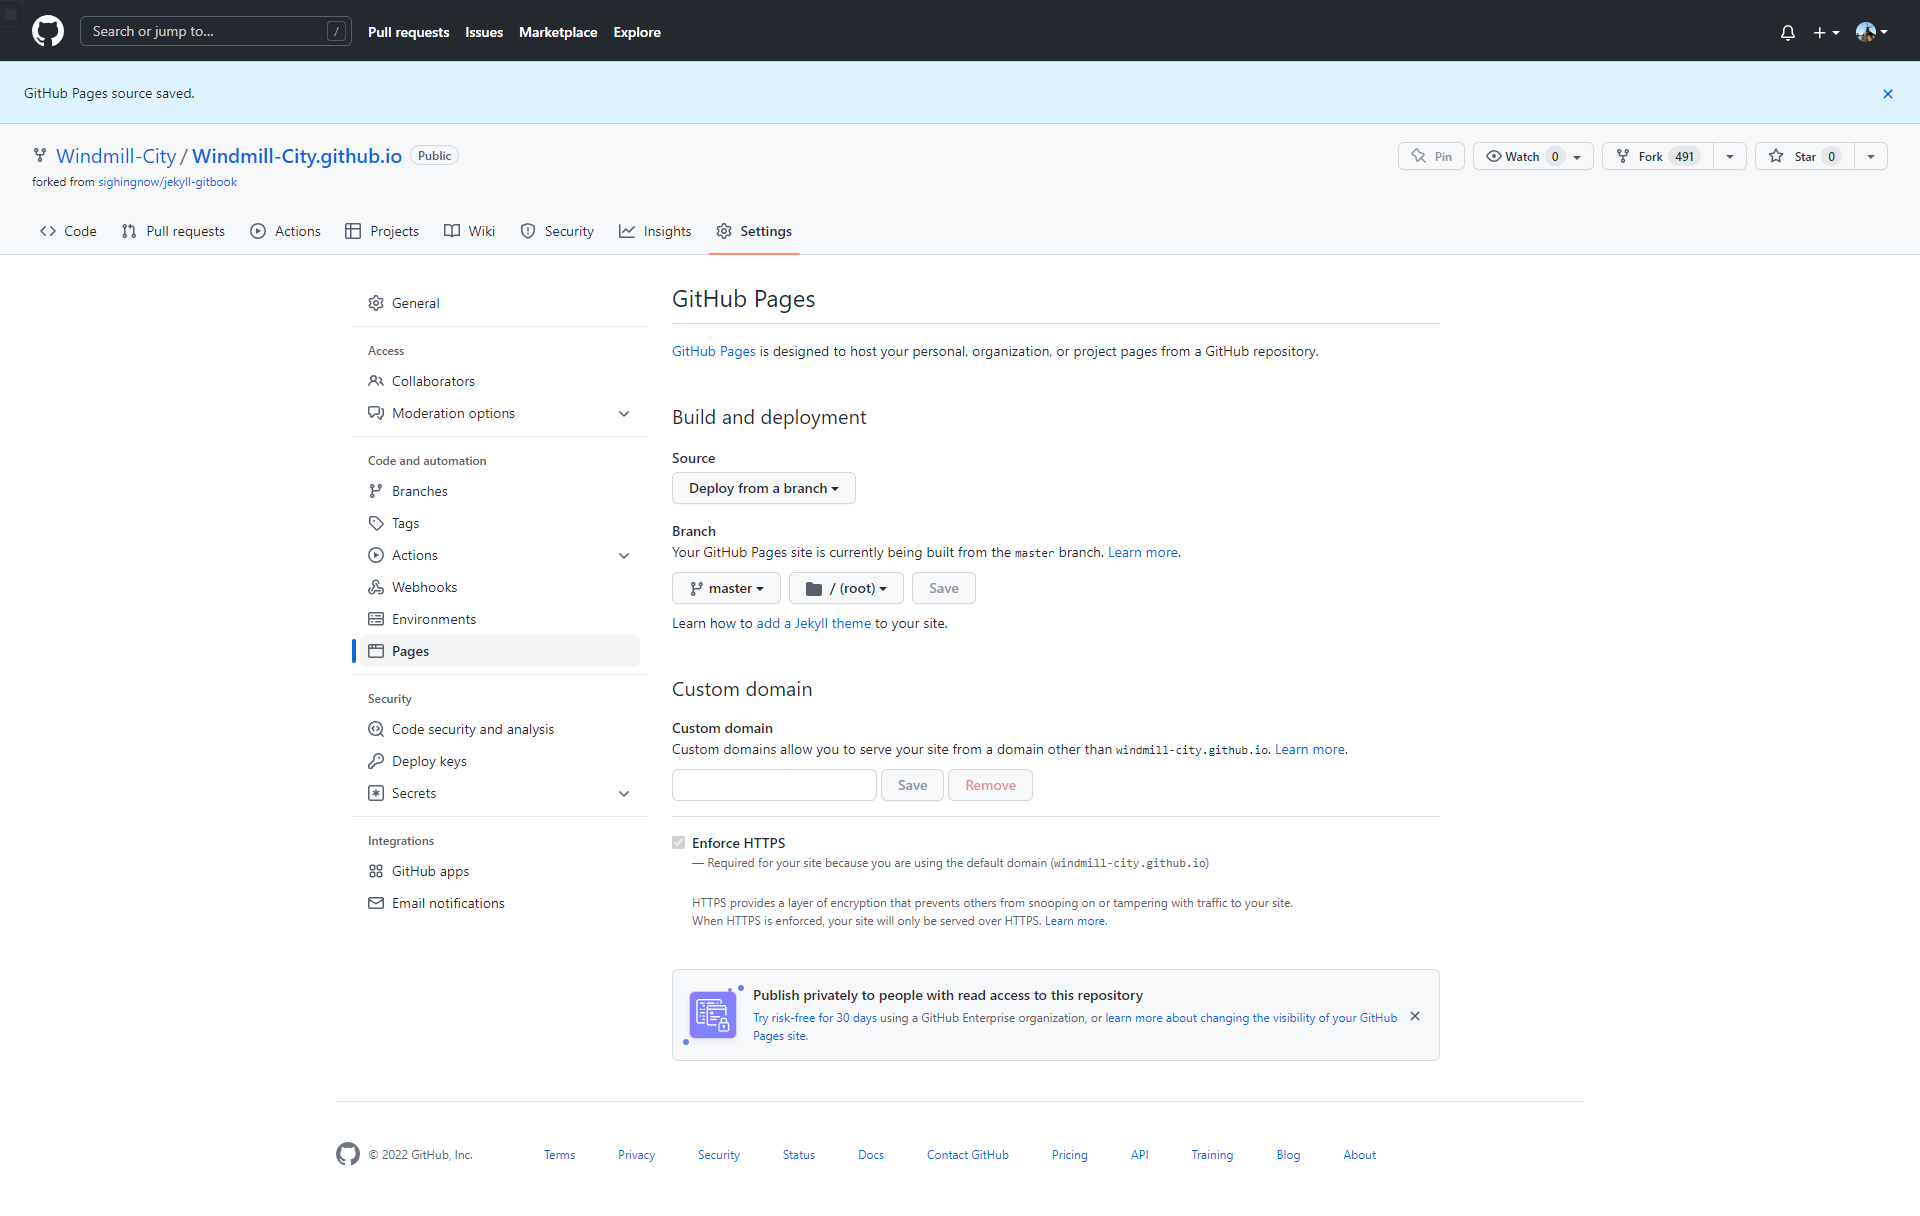 Search or jump to... /
Pull requests Issues Marketplace Explore
GitHub Pages source saved.
Windmill-City / Windmill-City.github.io Public
Pin Watch 0 Fork 491 Star 0
forked from sighingnow/jekyll-gitbook
Code Pull requests Actions Projects Wiki Security Insights Settings
General
Access
Collaborators
Moderation options
Code and automation
Branches
Tags
Actions
Webhooks
Environments
Pages
Security
Code security and analysis
Deploy keys
Secrets
Integrations
GitHub apps
Email notifications
GitHub Pages
GitHub Pages is designed to host your personal, organization, or project pages from a GitHub repository.
Build and deployment
Source
Deploy from a branch
Branch
Your GitHub Pages site is currently being built from the master branch. Learn more.
master / (root) Save
Learn how to add a Jekyll theme to your site.
Custom domain
Custom domain
Custom domains allow you to serve your site from a domain other than windmill-city.github.io. Learn more.
Save Remove
Enforce HTTPS
— Required for your site because you are using the default domain (windmill-city.github.io)
HTTPS provides a layer of encryption that prevents others from snooping on or tampering with traffic to your site.
When HTTPS is enforced, your site will only be served over HTTPS. Learn more.
Publish privately to people with read access to this repository
Try risk-free for 30 days using a GitHub Enterprise organization, or learn more about changing the visibility of your GitHub
Pages site.
© 2022 GitHub, Inc. Terms Privacy Security Status Docs Contact GitHub Pricing API Training Blog About